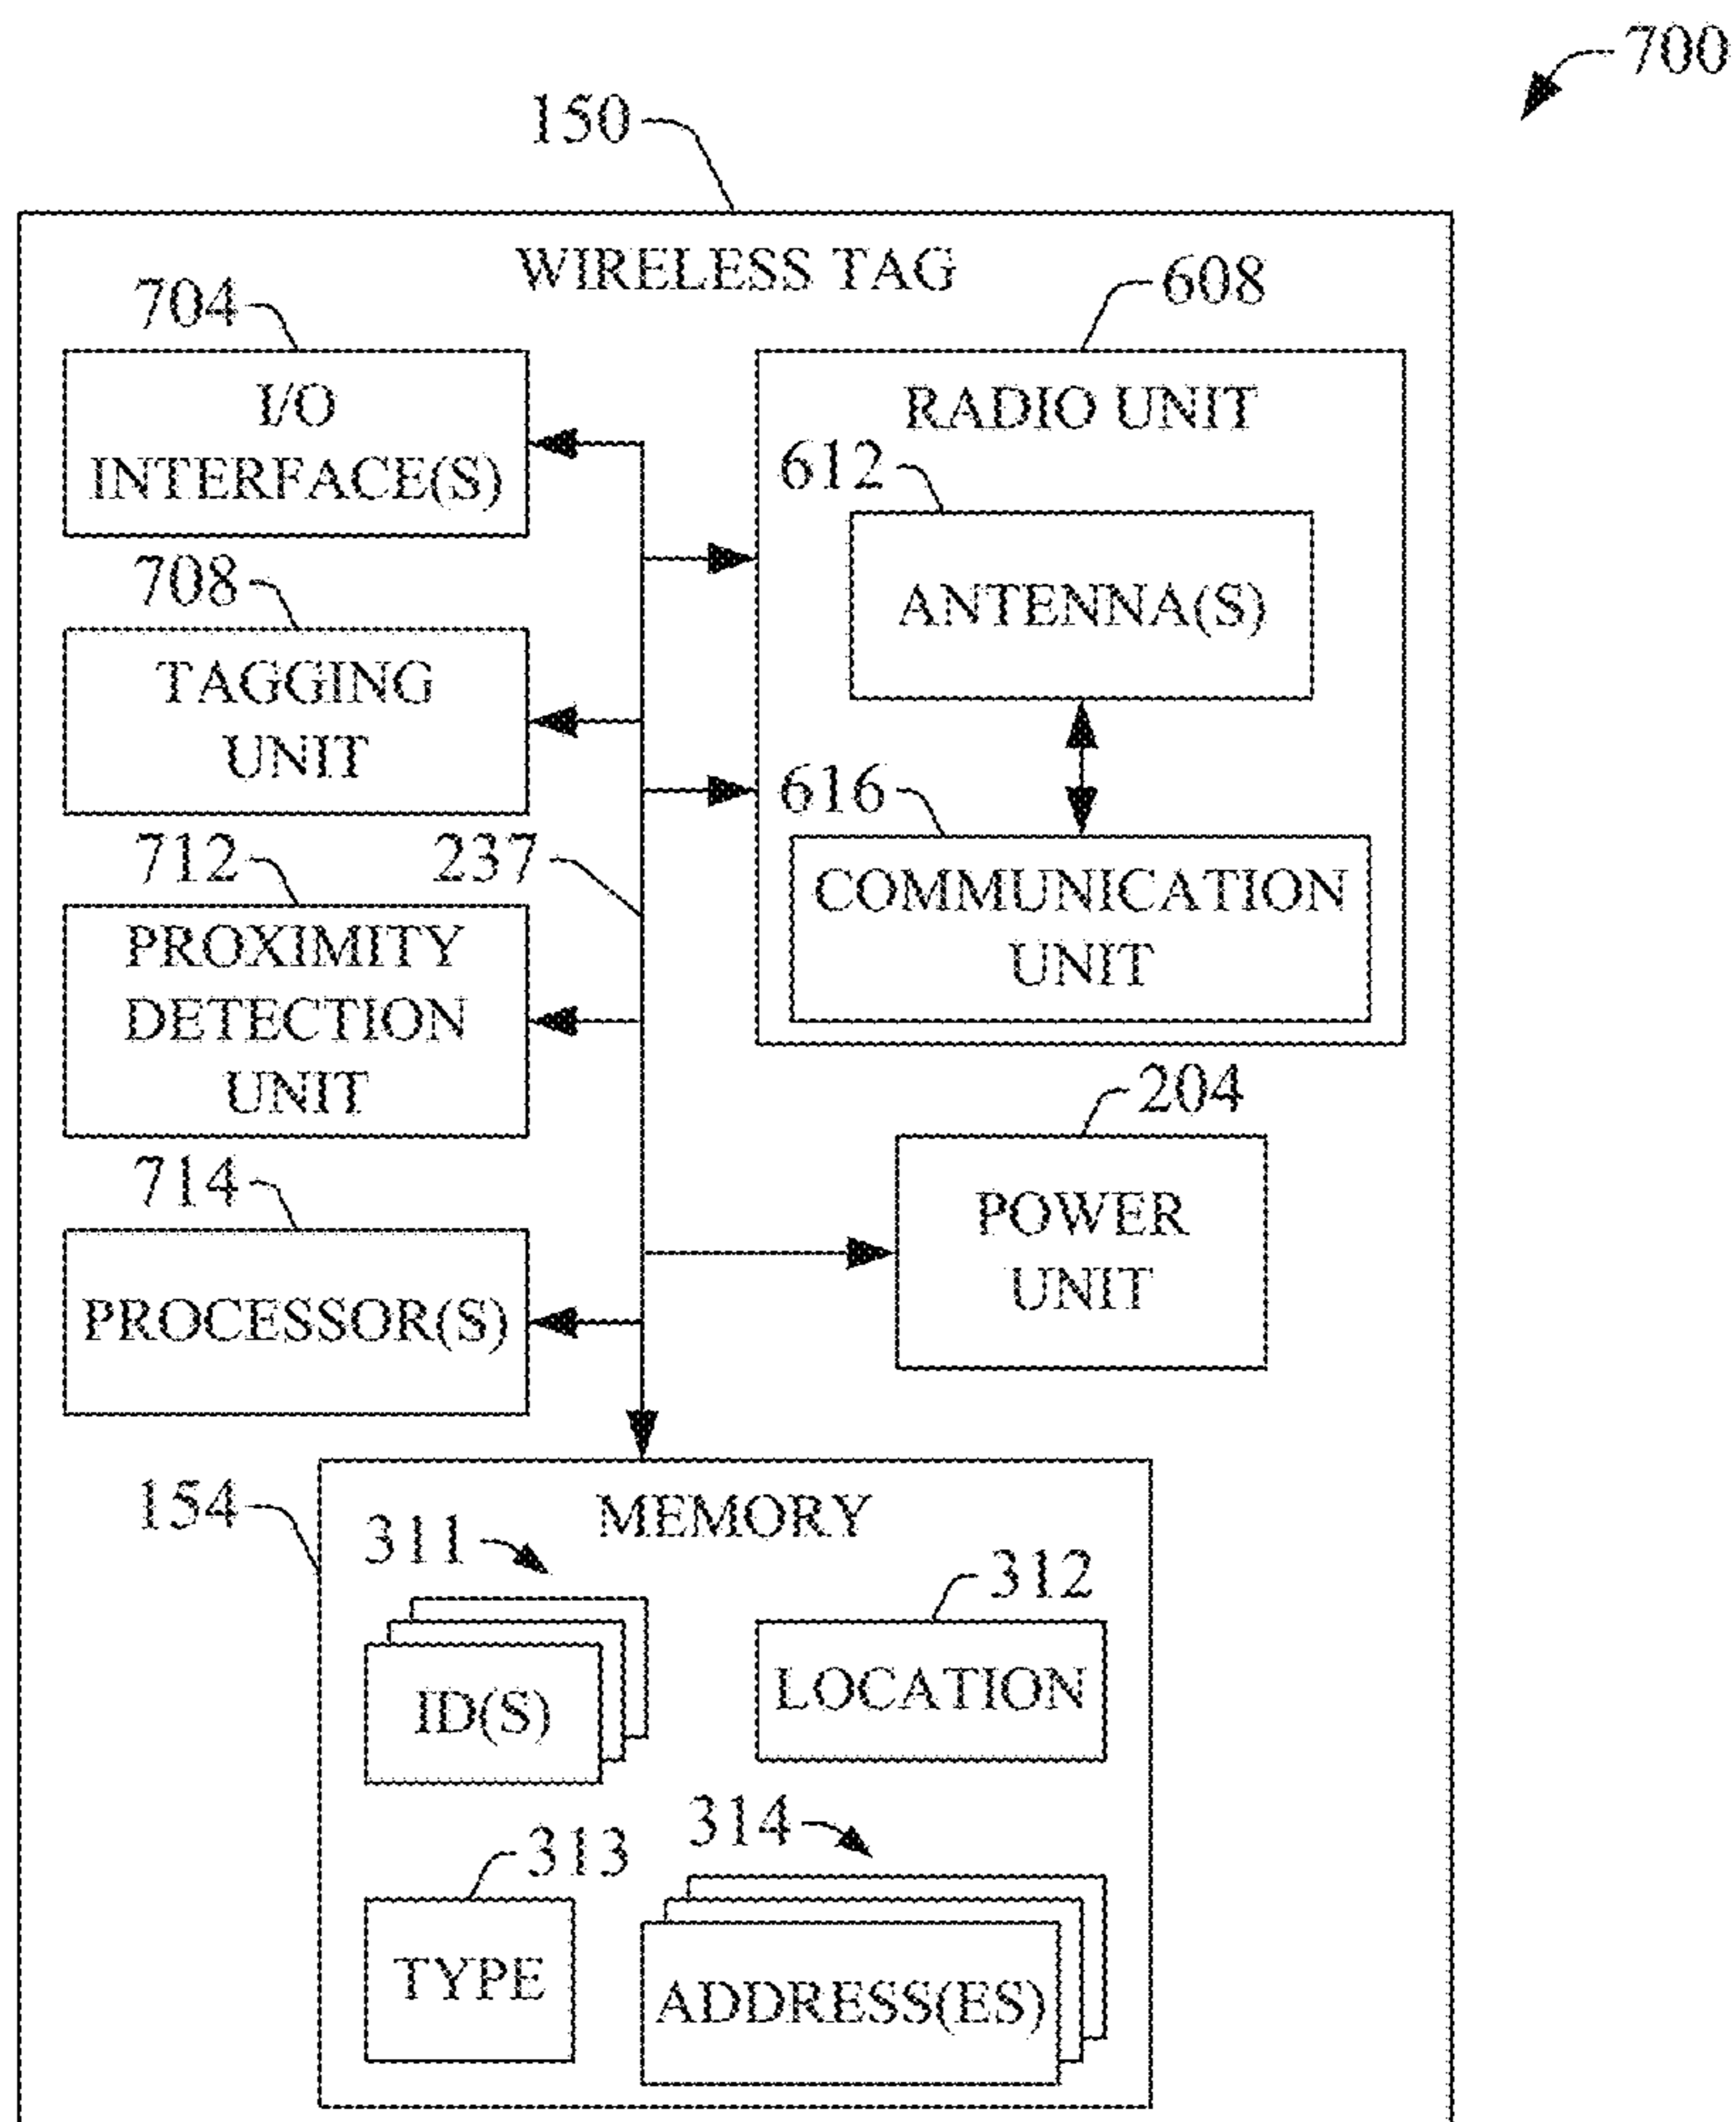 700
150
WIRELESS TAG
704
608
I/O
INTERFACE(S)
RADIO UNIT
612
ANTENNA(S)
708
TAGGING
UNIT
616
COMMUNICATION
UNIT
712
237
PROXIMITY
DETECTION
UNIT
204
POWER
UNIT
714
PROCESSOR(S)
154
MEMORY
311
ID(S)
312
LOCATION
313
TYPE
314
ADDRESS(ES)